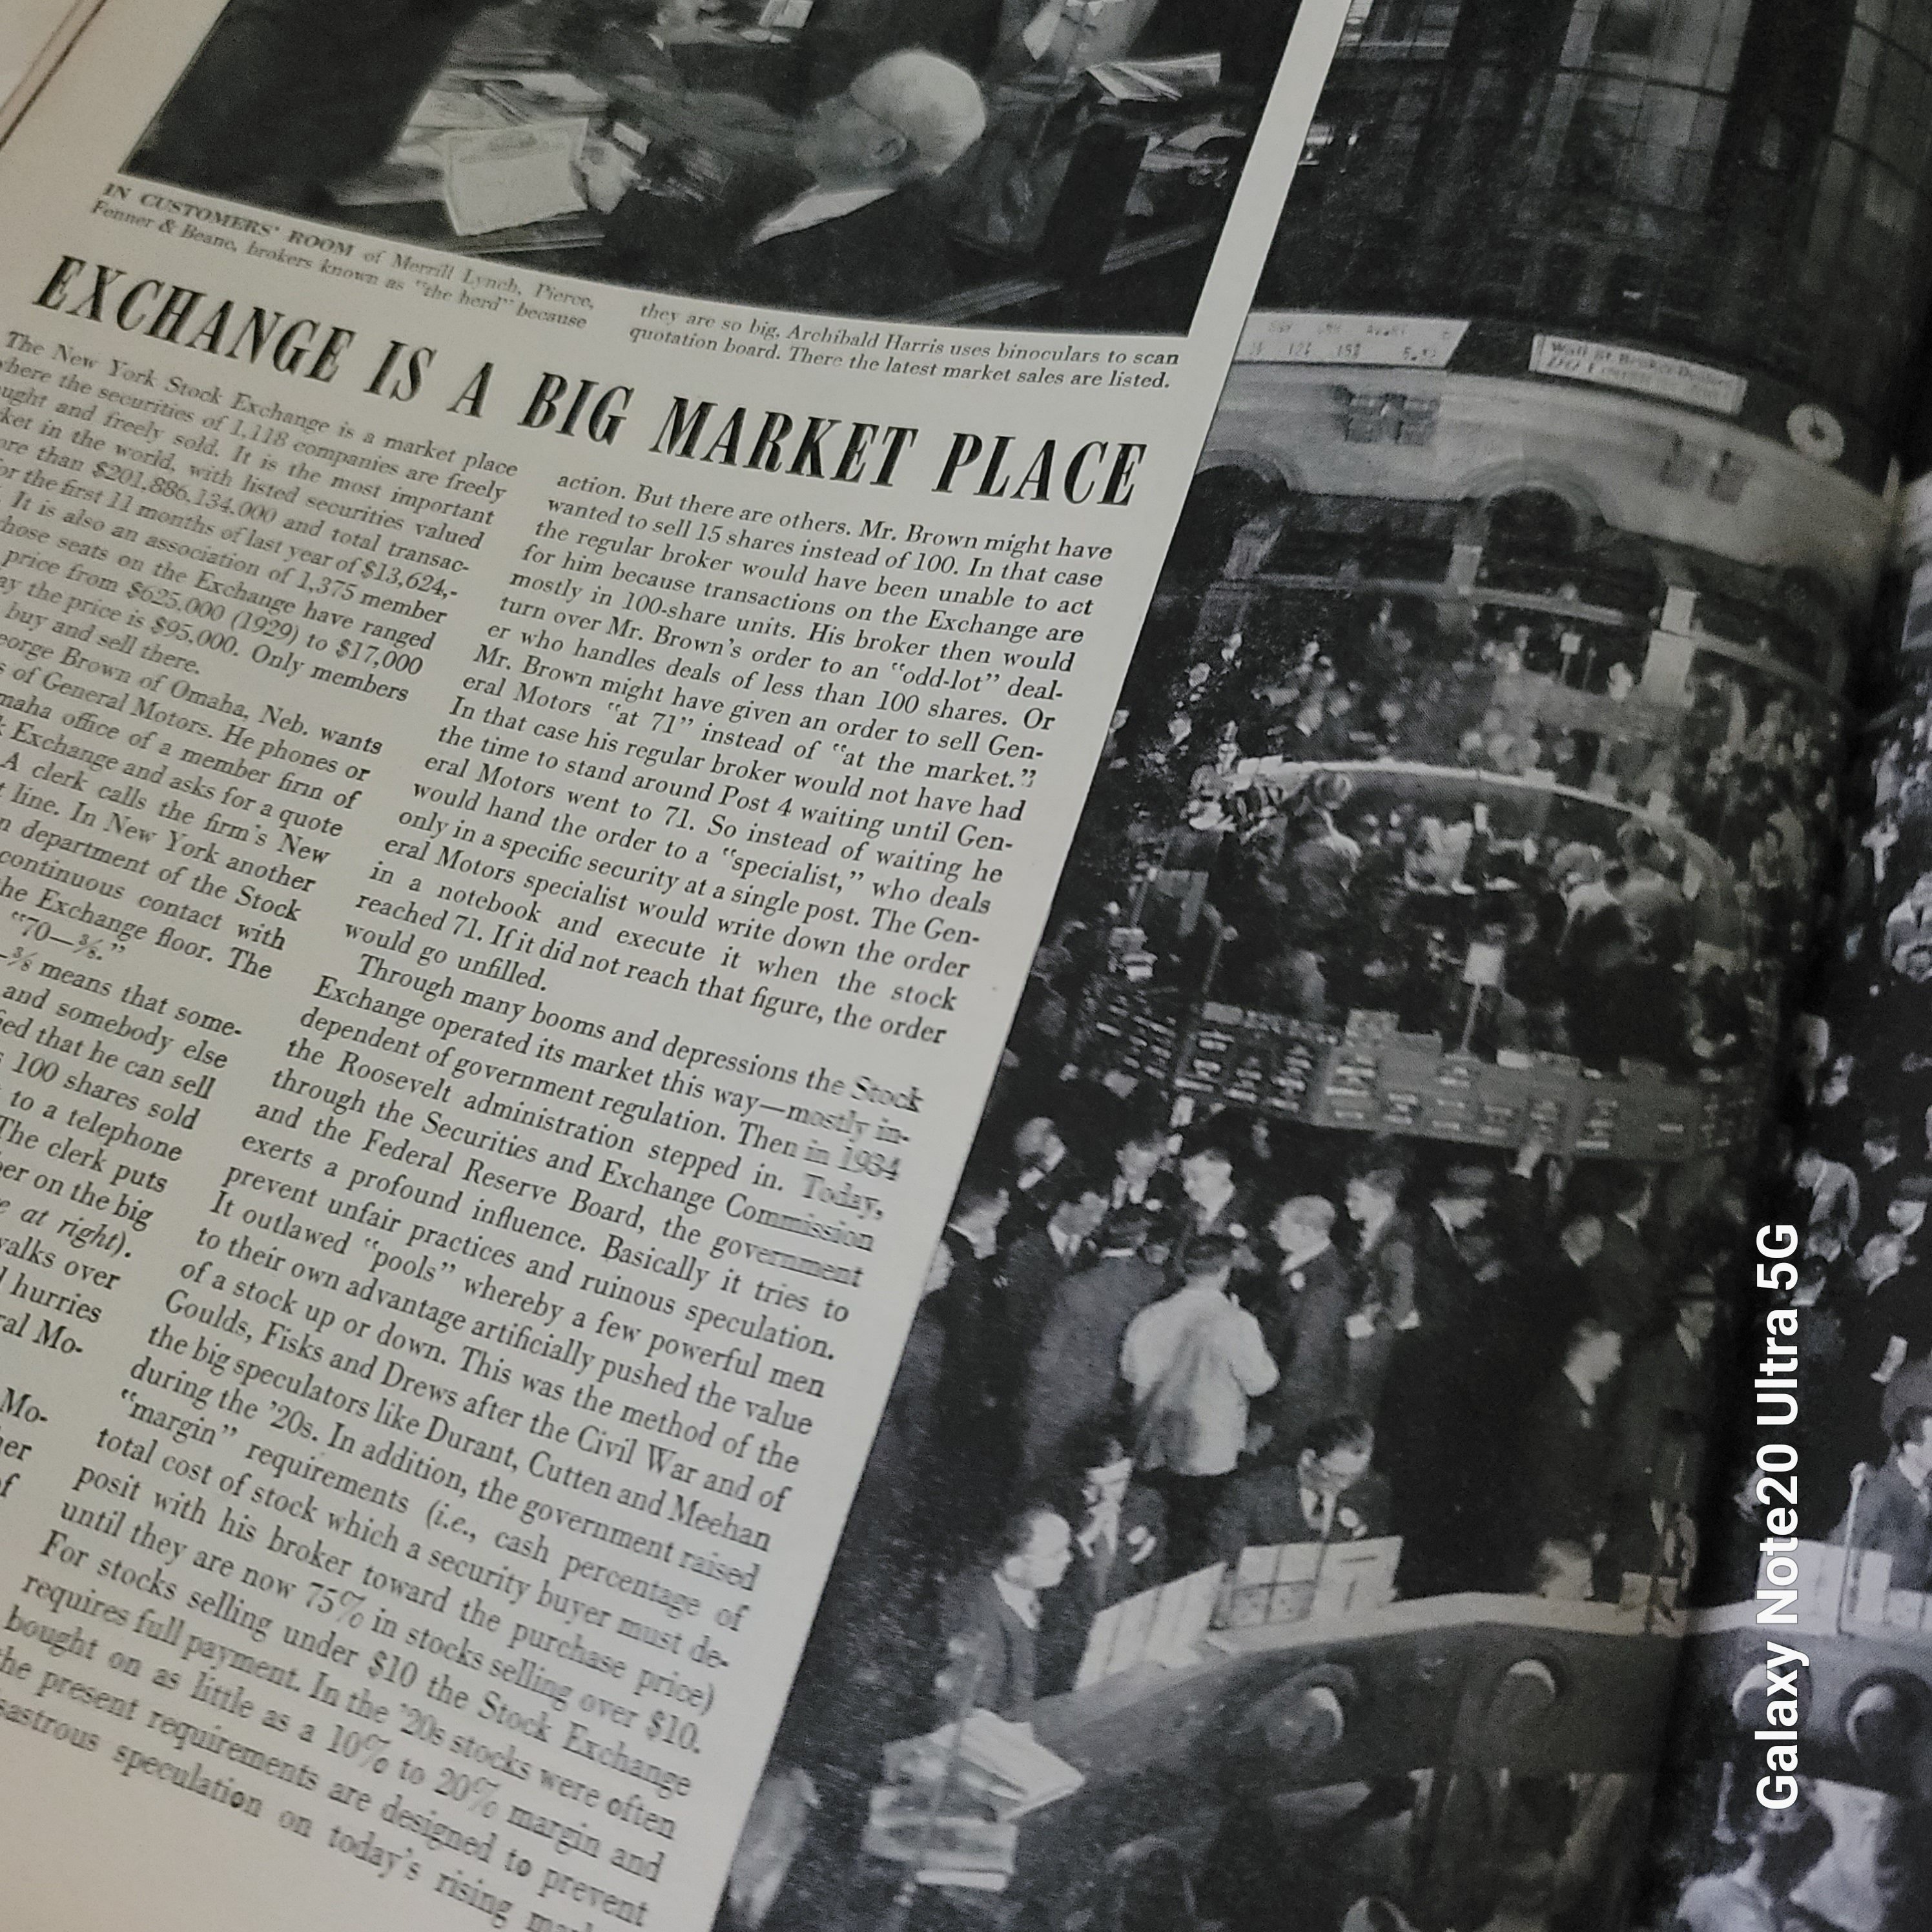 IN CUSTOMERS' ROOM of Merrill Lynch, Pierce,
Fenner & Beane, brokers known as "the herd" because
they are so big, Archibald Harris uses binoculars to scan
quotation board. There the latest market sales are listed.
EXCHANGE IS A BIG MARKET PLACE
The New York Stock Exchange is a market place
where the securities of 1,118 companies are freely
ught and freely sold. It is the most important
ket in the world, with listed securities valued
ore than $201,886,134,000 and total transac-
or the first 11 months of last year of $13,624,-
It is also an association of 1,375 member
hose seats on the Exchange have ranged
price from $625,000 (1929) to $17,000
ay the price is $95,000. Only members
buy and sell there.
eorge Brown of Omaha, Neb. wants
s of General Motors. He phones or
maha office of a member firm of
k Exchange and asks for a quote
A clerk calls the firm's New
t line. In New York another
n department of the Stock
continuous contact with
he Exchange floor. The
"70—⅜."
—⅜ means that some-
and somebody else
ied that he can sell
s 100 shares sold
to a telephone
The clerk puts
ber on the big
e at right).
walks over
d hurries
ral Mo-
Mo-
her
of
action. But there are others. Mr. Brown might have
wanted to sell 15 shares instead of 100. In that case
the regular broker would have been unable to act
for him because transactions on the Exchange are
mostly in 100-share units. His broker then would
turn over Mr. Brown's order to an "odd-lot" deal-
er who handles deals of less than 100 shares. Or
Mr. Brown might have given an order to sell Gen-
eral Motors "at 71" instead of "at the market."
In that case his regular broker would not have had
the time to stand around Post 4 waiting until Gen-
eral Motors went to 71. So instead of waiting he
would hand the order to a "specialist," who deals
only in a specific security at a single post. The Gen-
eral Motors specialist would write down the order
in a notebook and execute it when the stock
reached 71. If it did not reach that figure, the order
would go unfilled.
Through many booms and depressions the Stock
Exchange operated its market this way—mostly in-
dependent of government regulation. Then in 1934
the Roosevelt administration stepped in. Today,
through the Securities and Exchange Commission
and the Federal Reserve Board, the government
exerts a profound influence. Basically it tries to
prevent unfair practices and ruinous speculation.
It outlawed "pools" whereby a few powerful men
to their own advantage artificially pushed the value
of a stock up or down. This was the method of the
Goulds, Fisks and Drews after the Civil War and of
the big speculators like Durant, Cutten and Meehan
during the '20s. In addition, the government raised
"margin" requirements (i.e., cash percentage of
total cost of stock which a security buyer must de-
posit with his broker toward the purchase price)
until they are now 75% in stocks selling over $10.
For stocks selling under $10 the Stock Exchange
requires full payment. In the '20s stocks were often
bought on as little as a 10% to 20% margin and
the present requirements are designed to prevent
sastrous speculation on today's rising
Galaxy Note20 Ultra 5G